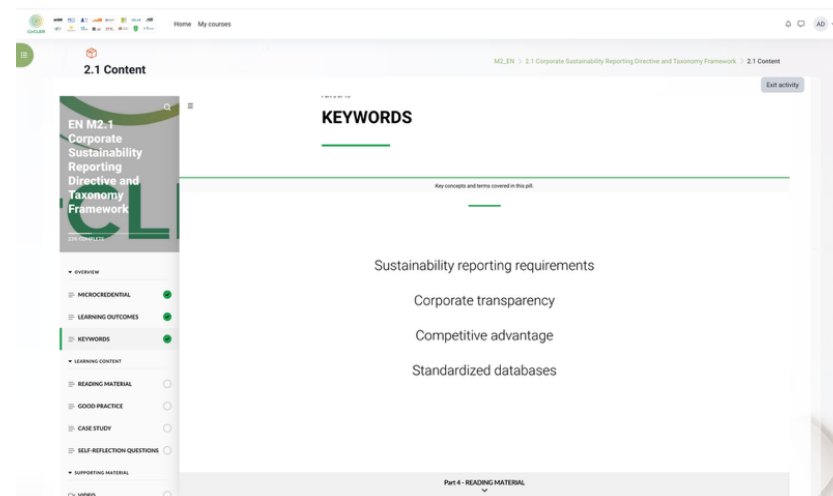 Home My courses
AD
2.1 Content
M2_EN > 2.1 Corporate Sustainability Reporting Directive and Taxonomy Framework > 2.1 Content
Exit activity
EN M2.1
Corporate
Sustainability
Reporting
Directive and
Taxonomy
Framework
COMPLETE
OVERVIEW
MICROCREDENTIAL
LEARNING OUTCOMES
KEYWORDS
LEARNING CONTENT
READING MATERIAL
GOOD PRACTICE
CASE STUDY
SELF-REFLECTION QUESTIONS
SUPPORTING MATERIAL
VIDEO
KEYWORDS
Key concepts and terms covered in this pill.
Sustainability reporting requirements
Corporate transparency
Competitive advantage
Standardized databases
Part 4 - READING MATERIAL